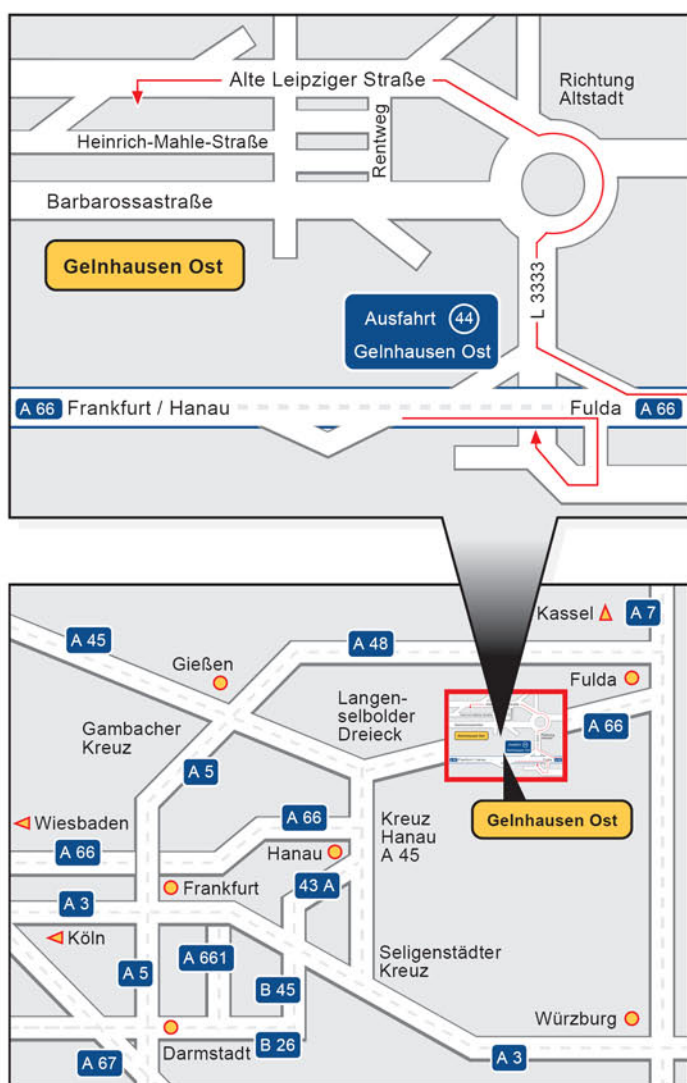 Alte Leipziger Straße
Richtung
Altstadt
Heinrich-Mahle-Straße
Rentweg
Barbarossastraße
Gelnhausen Ost
L 3333
Ausfahrt 44
Gelnhausen Ost
A 66 Frankfurt / Hanau
Fulda A 66
Kassel A 7
A 45
A 48
Gießen
Fulda
Langen-
selbolder
Dreieck
Gambacher
Kreuz
A 66
A 5
Gelnhausen Ost
Wiesbaden
A 66
Kreuz
Hanau
A 45
A 66
Hanau
Frankfurt
43 A
A 3
Köln
A 661
Seligenstädter
Kreuz
A 5
B 45
Würzburg
Darmstadt
B 26
A 67
A 3